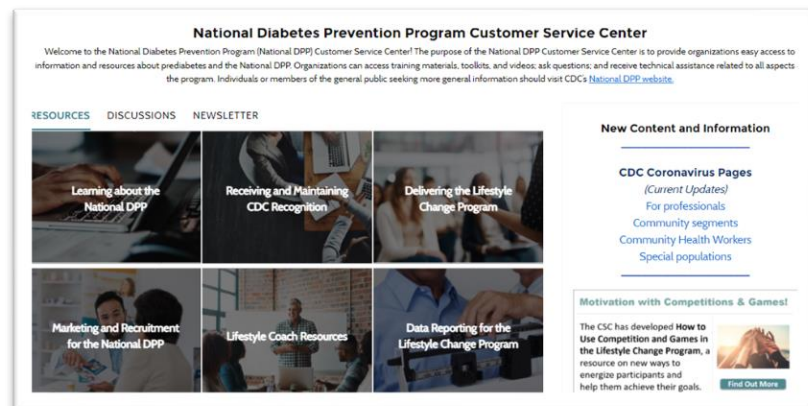 National Diabetes Prevention Program Customer Service Center
Welcome to the National Diabetes Prevention Program (National DPP) Customer Service Center! The purpose of the National DPP Customer Service Center is to provide organizations easy access to
information and resources about prediabetes and the National DPP. Organizations can access training materials, toolkits, and videos; ask questions; and receive technical assistance related to all aspects
the program. Individuals or members of the general public seeking more general information should visit CDC's National DPP website.
RESOURCES DISCUSSIONS NEWSLETTER
Learning about the
National DPP
Receiving and Maintaining
CDC Recognition
Delivering the Lifestyle
Change Program
Marketing and Recruitment
for the National DPP
Lifestyle Coach Resources
Data Reporting for the
Lifestyle Change Program
New Content and Information
CDC Coronavirus Pages
(Current Updates)
For professionals
Community segments
Community Health Workers
Special populations
Motivation with Competitions & Games!
The CSC has developed How to
Use Competition and Games in
the Lifestyle Change Program, a
resource on new ways to
energize participants and
help them achieve their goals.
Find Out More